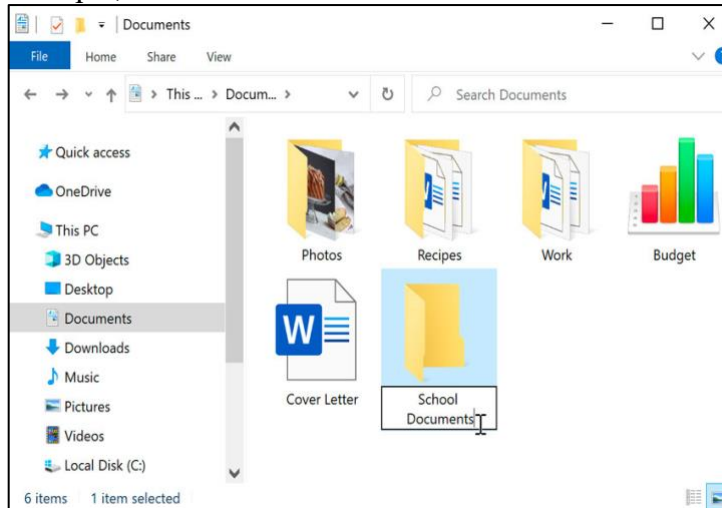 Documents
File Home Share View
This ... > Docum... >
Search Documents
Quick access
OneDrive
This PC
3D Objects
Desktop
Documents
Downloads
Music
Pictures
Videos
Local Disk (C:)
Photos Recipes Work Budget
W
Cover Letter
School
Documents
6 items 1 item selected